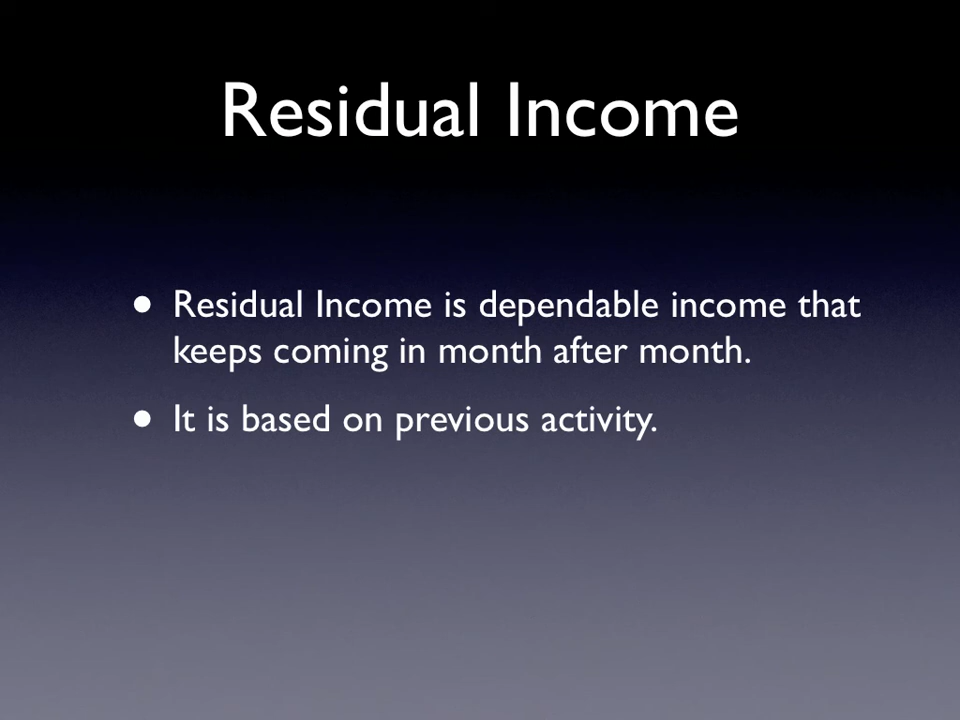 Residual Income
• Residual Income is dependable income that
keeps coming in month after month.
• It is based on previous activity.